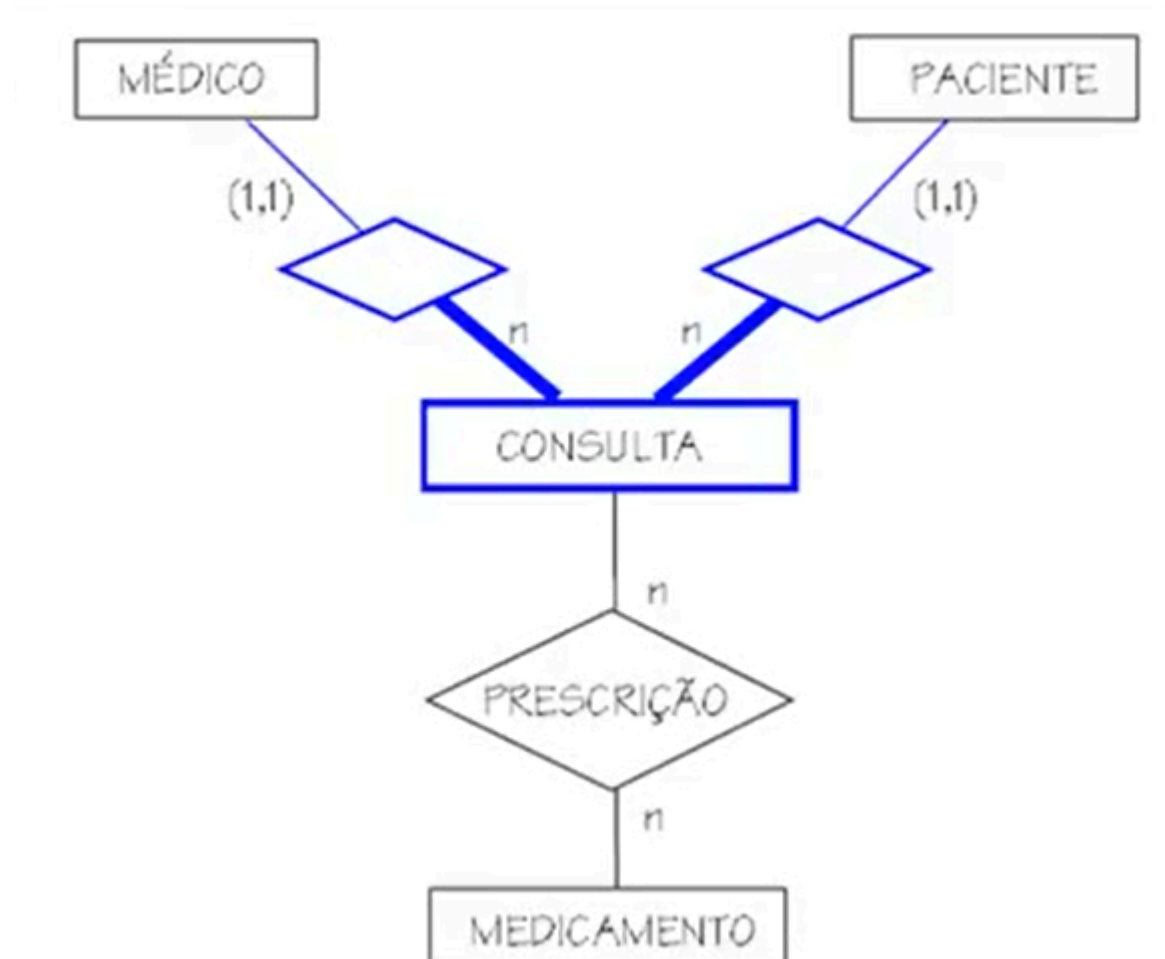 MÉDICO
PACIENTE
(1,1)
(1,1)
n
n
CONSULTA
n
PRESCRIÇÃO
n
MEDICAMENTO